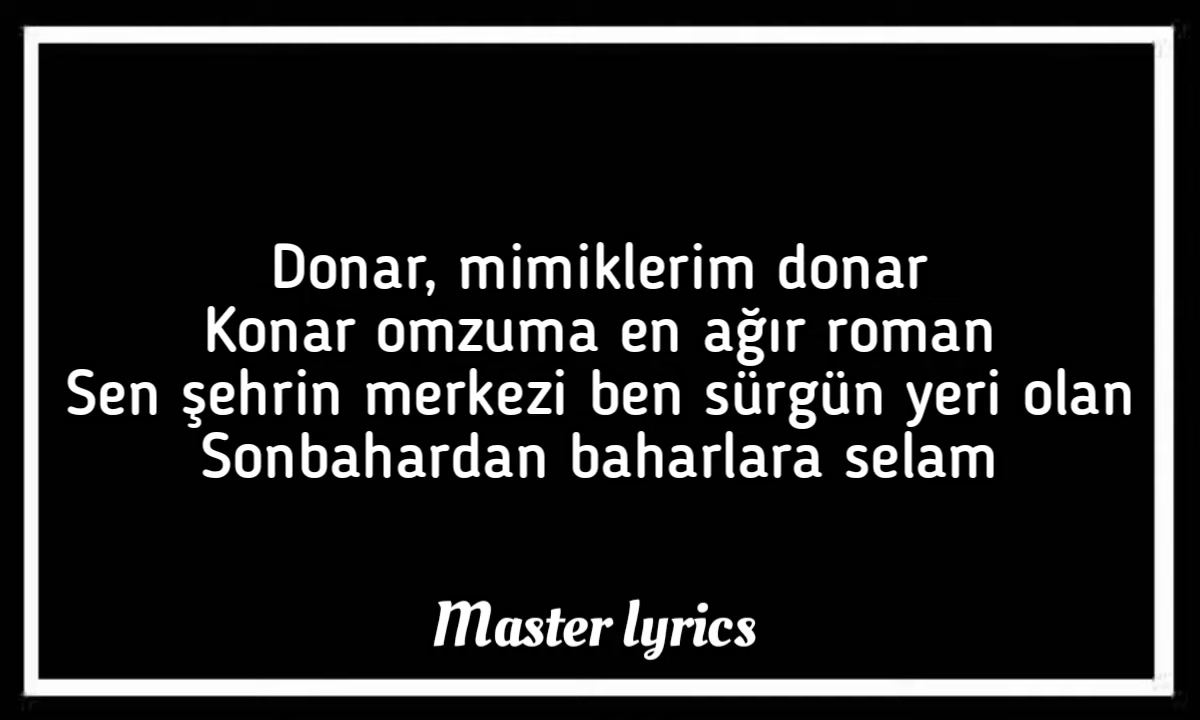 Donar, mimiklerim donar
Konar omzuma en ağır roman
Sen şehrin merkezi ben sürgün yeri olan
Sonbahardan baharlara selam
Master lyrics